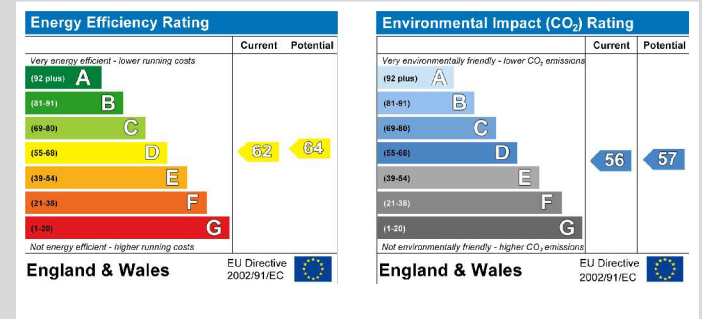 Energy Efficiency Rating
Current Potential
Very energy efficient - lower running costs
(92 plus) A
(81-91) B
(69-80) C
(55-68) D
(39-54) E
(21-38) F
(1-20) G
62 64
Not energy efficient - higher running costs
England & Wales
EU Directive
2002/91/EC
Environmental Impact (CO₂) Rating
Current Potential
Very environmentally friendly - lower CO₂ emissions
(92 plus) A
(81-91) B
(69-80) C
(55-68) D
(39-54) E
(21-38) F
(1-20) G
56 57
Not environmentally friendly - higher CO₂ emissions
England & Wales
EU Directive
2002/91/EC